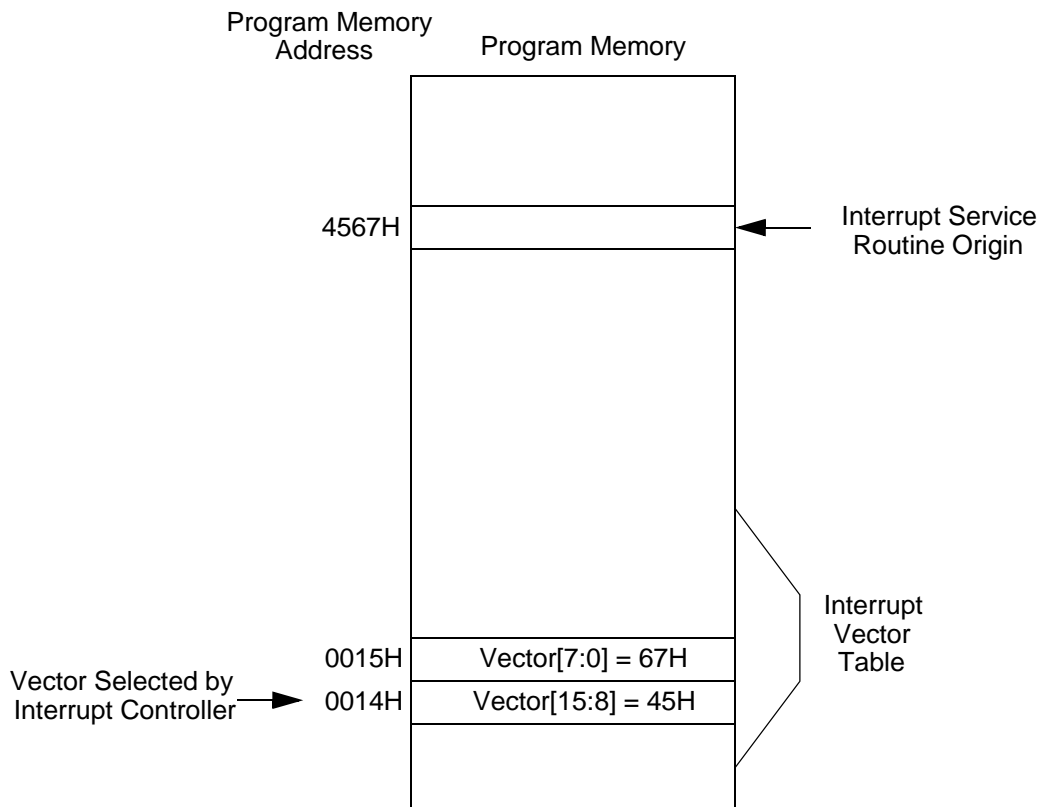 Program Memory
Address
Program Memory
4567H
Interrupt Service
Routine Origin
Interrupt
Vector
Table
0015H
Vector[7:0] = 67H
Vector Selected by
Interrupt Controller
0014H
Vector[15:8] = 45H